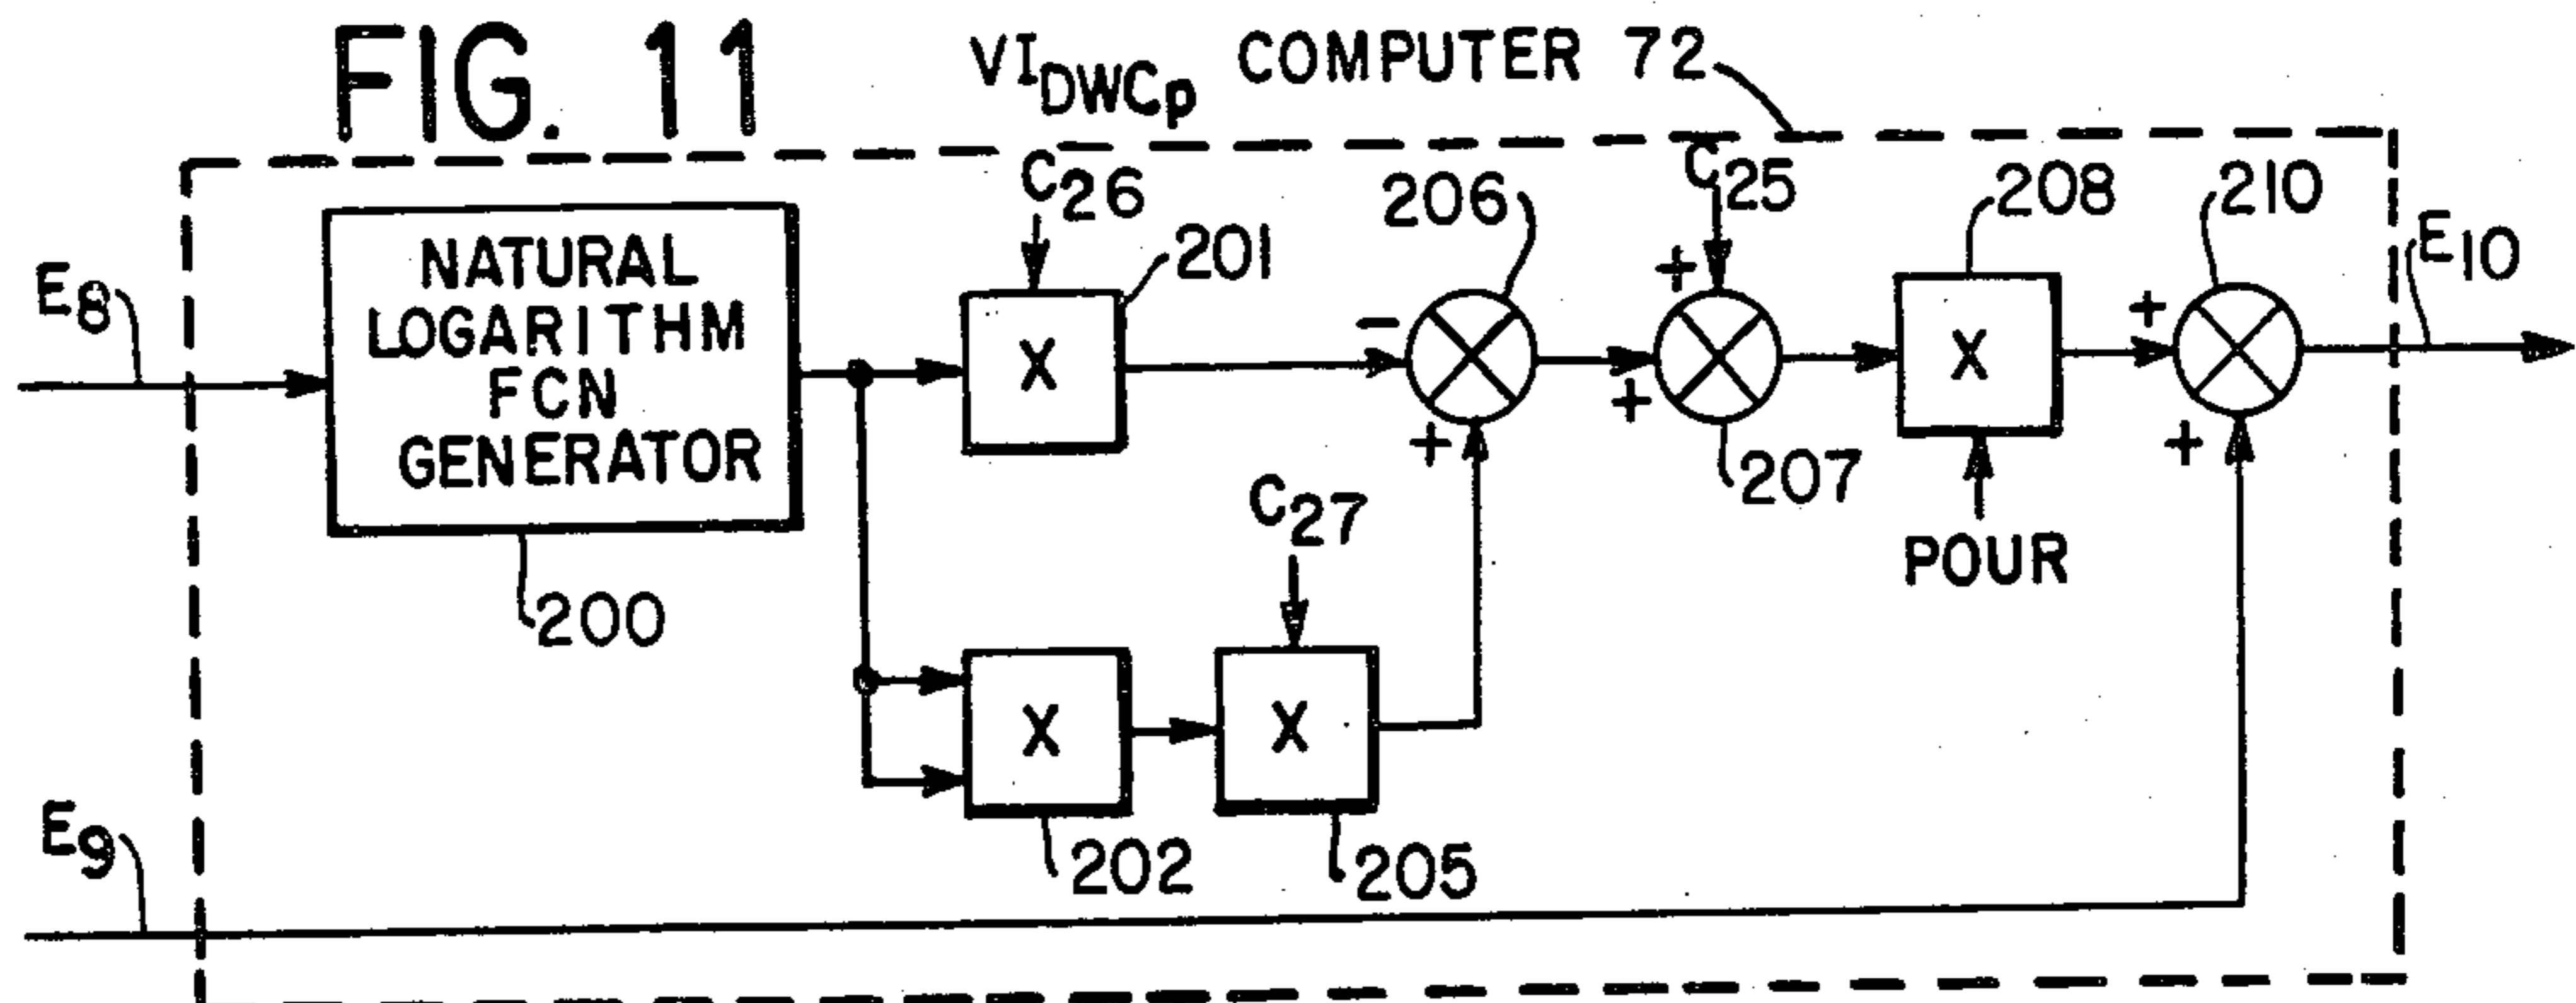 FIG. 11
VI_DWCp COMPUTER 72
E8
NATURAL
LOGARITHM
FCN
GENERATOR
200
C26
X
201
206
-
+
C25
+
+
207
208
X
POUR
210
+
+
E10
C27
X
202
X
205
E9